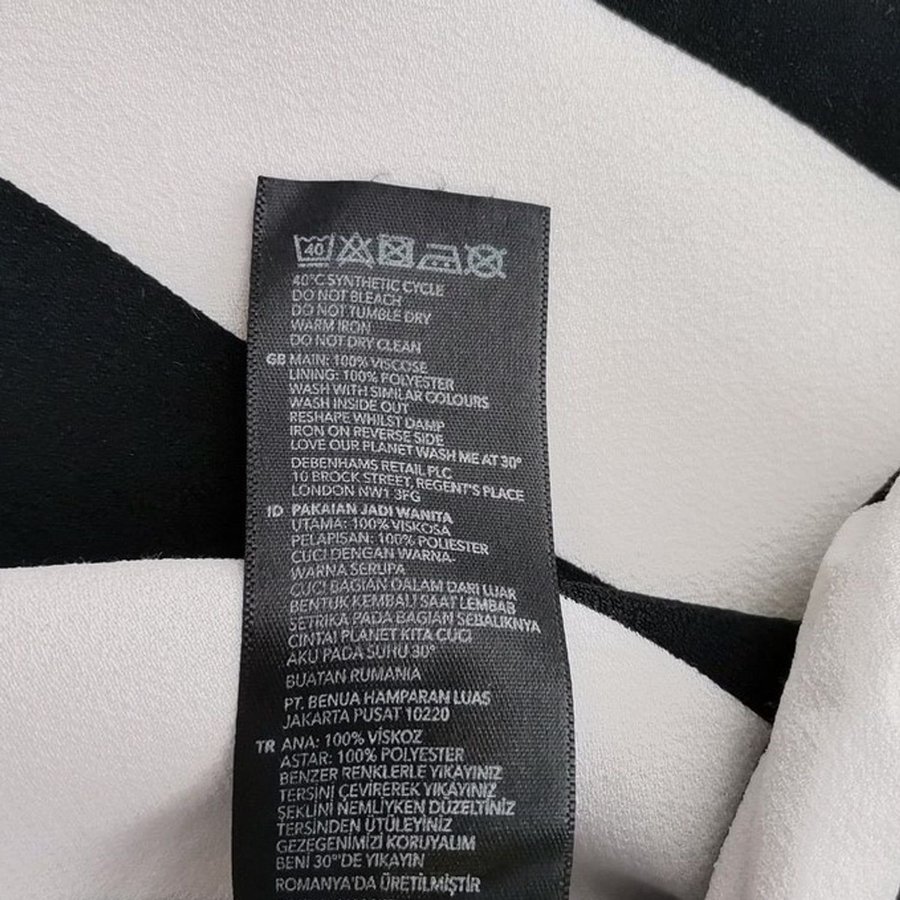 40
40°C SYNTHETIC CYCLE
DO NOT BLEACH
DO NOT TUMBLE DRY
WARM IRON
DO NOT DRY CLEAN
GB MAIN: 100% VISCOSE
LINING: 100% POLYESTER
WASH WITH SIMILAR COLOURS
WASH INSIDE OUT
RESHAPE WHILST DAMP
IRON ON REVERSE SIDE
LOVE OUR PLANET WASH ME AT 30°
DEBENHAMS RETAIL PLC
10 BROCK STREET, REGENT'S PLACE
LONDON NW1 3FG
ID PAKAIAN JADI WANITA
UTAMA: 100% VISKOSA
PELAPISAN: 100% POLIESTER
CUCI DENGAN WARNA-
WARNA SERUPA
CUCI BAGIAN DALAM DARI LUAR
BENTUK KEMBALI SAAT LEMBAB
SETRIKA PADA BAGIAN SEBALIKNYA
CINTAI PLANET KITA CUCI
AKU PADA SUHU 30°
BUATAN RUMANIA
PT. BENUA HAMPARAN LUAS
JAKARTA PUSAT 10220
TR ANA: 100% VİSKOZ
ASTAR: 100% POLYESTER
BENZER RENKLERLE YIKAYINIZ
TERSİNİ ÇEVİREREK YIKAYINIZ
ŞEKLİNİ NEMLİYKEN DÜZELTİNİZ
TERSİNDEN ÜTÜLEYİNİZ
GEZEGENİMİZİ KORUYALIM
BENİ 30°'DE YIKAYIN
ROMANYA'DA ÜRETİLMİŞTİR